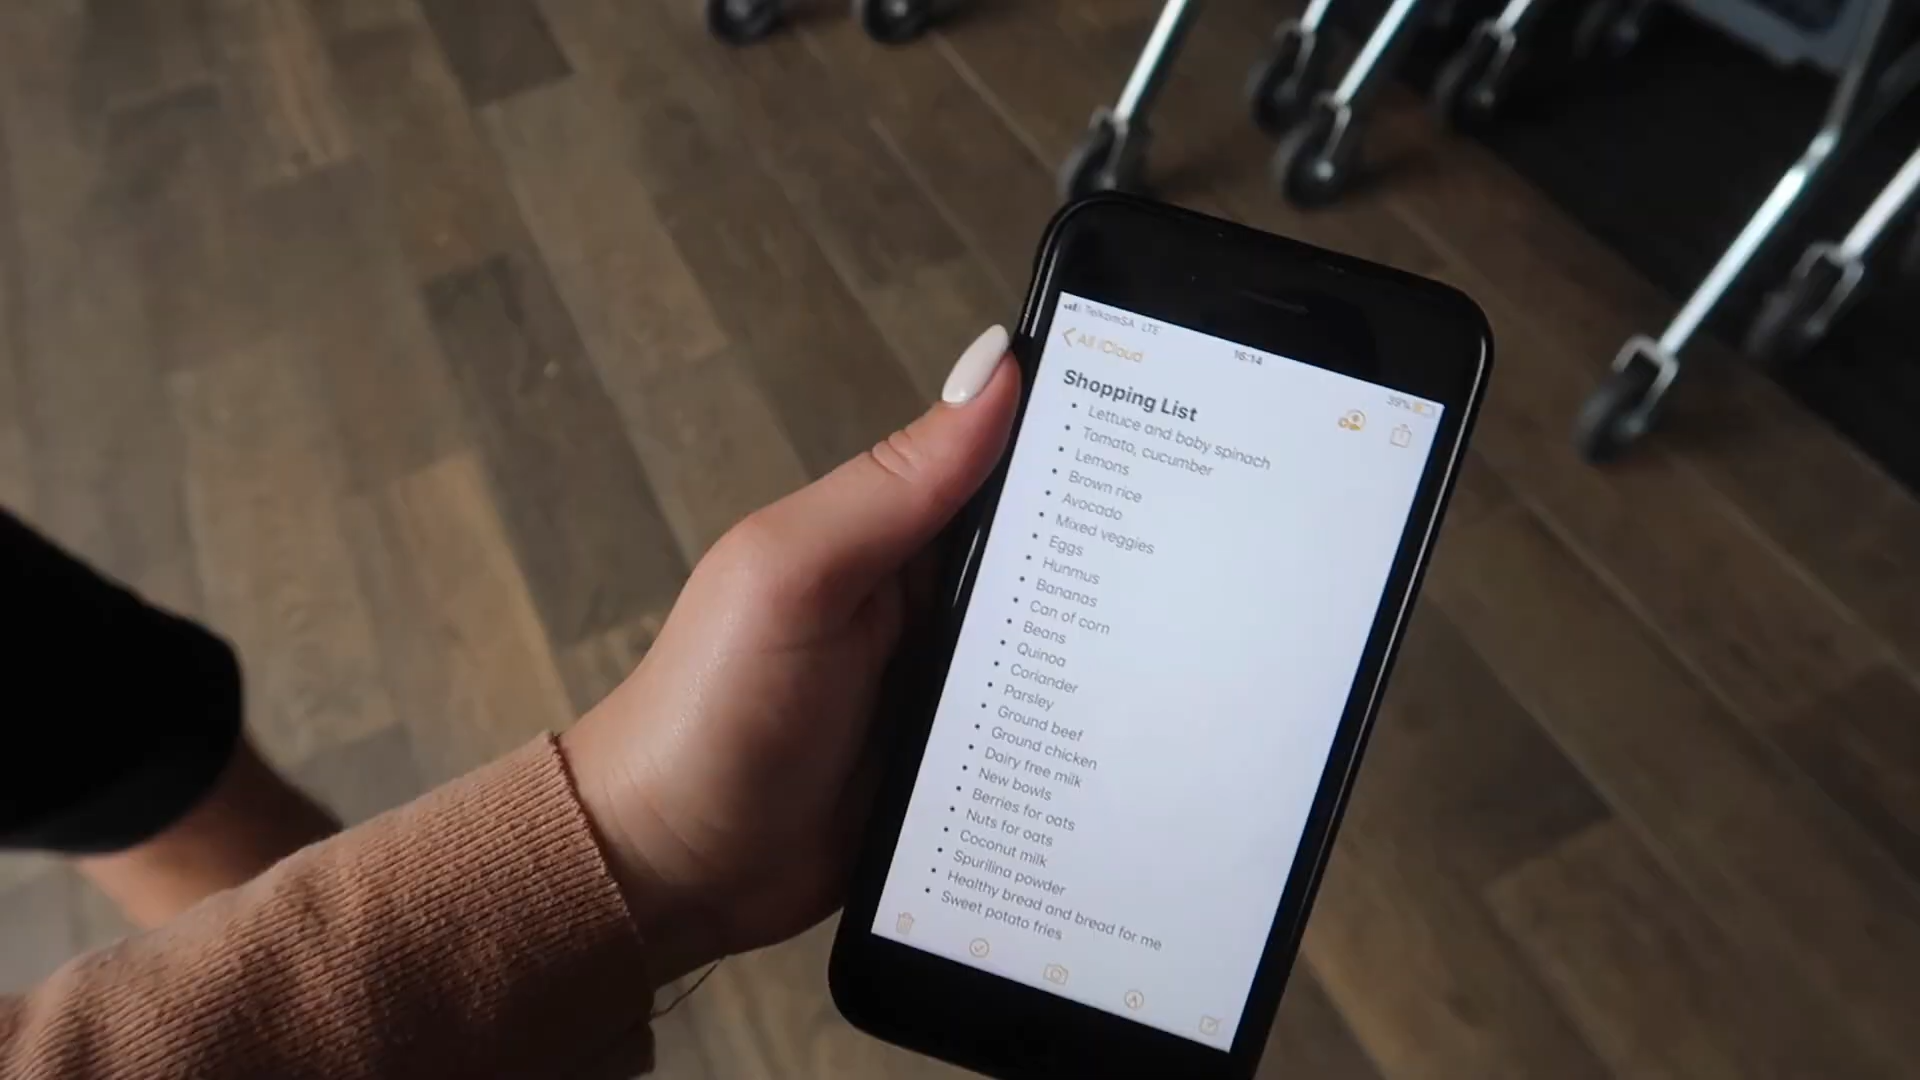 TelkomSA LTE
16:14
39%
All iCloud
Shopping List
• Lettuce and baby spinach
• Tomato, cucumber
• Lemons
• Brown rice
• Avocado
• Mixed veggies
• Eggs
• Hunmus
• Bananas
• Can of corn
• Beans
• Quinoa
• Coriander
• Parsley
• Ground beef
• Ground chicken
• Dairy free milk
• New bowls
• Berries for oats
• Nuts for oats
• Coconut milk
• Spurilina powder
• Healthy bread and bread for me
• Sweet potato fries